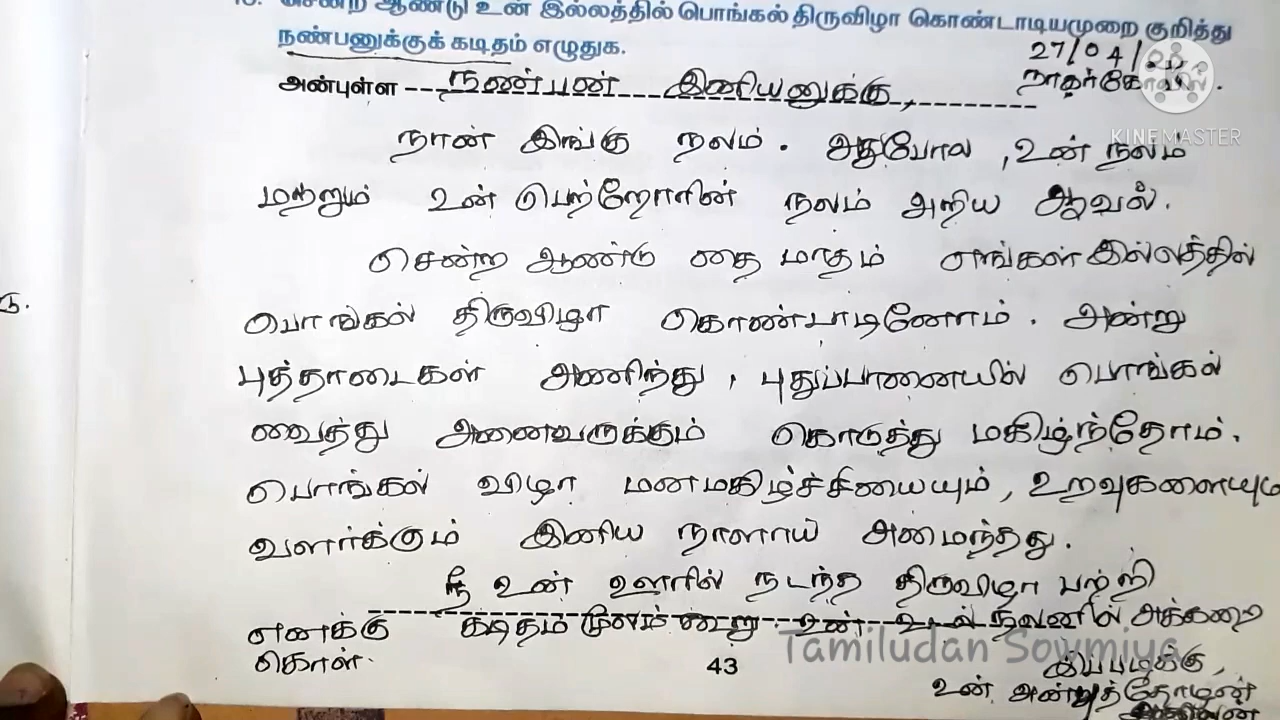 சென்ற ஆண்டு உன் இல்லத்தில் பொங்கல் திருவிழா கொண்டாடியமுறை குறித்து
நண்பனுக்குக் கடிதம் எழுதுக.
27/04/
நாகர்கோவில்.
அன்புள்ள நண்பன் இனியனுக்கு,
KINEMASTER
நான் இங்கு நலம். அதுபோல, உன் நலம்
மற்றும் உன் பெற்றோரின் நலம் அறிய ஆவல்.
சென்ற ஆண்டு தை மாதம் எங்கள் இல்லத்தில்
பொங்கல் திருவிழா கொண்டாடினோம். அன்று
புத்தாடைகள் அணிந்து, புதுப்பானையில் பொங்கல்
வைத்து அனைவருக்கும் கொடுத்து மகிழ்ந்தோம்.
பொங்கல் விழா மனமகிழ்ச்சியையும், உறவுகளையும்
வளர்க்கும் இனிய நாளாய் அமைந்தது.
நீ உன் ஊரில் நடந்த திருவிழா பற்றி
எனக்கு கடிதம் மூலம் கூறு. உன் உடல் நலனில் அக்கறை
கொள்.
43
Tamiludan Sowmiya
இப்படிக்கு,
உன் அன்புத்தோழன்